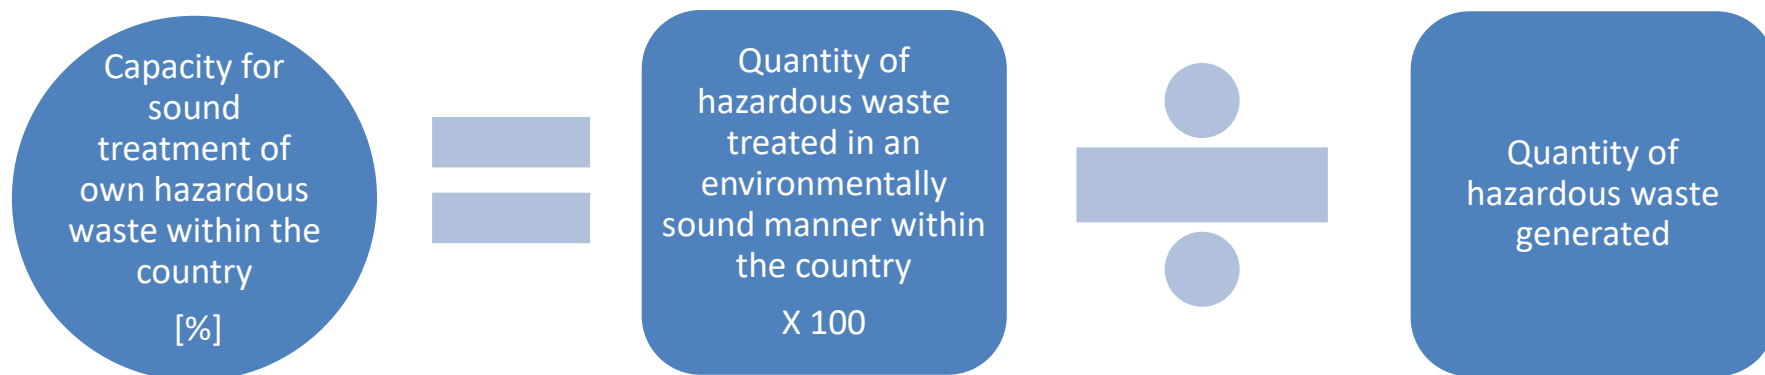 Capacity for
sound
treatment of
own hazardous
waste within the
country
[%]
Quantity of
hazardous waste
treated in an
environmentally
sound manner within
the country
X 100
Quantity of
hazardous waste
generated